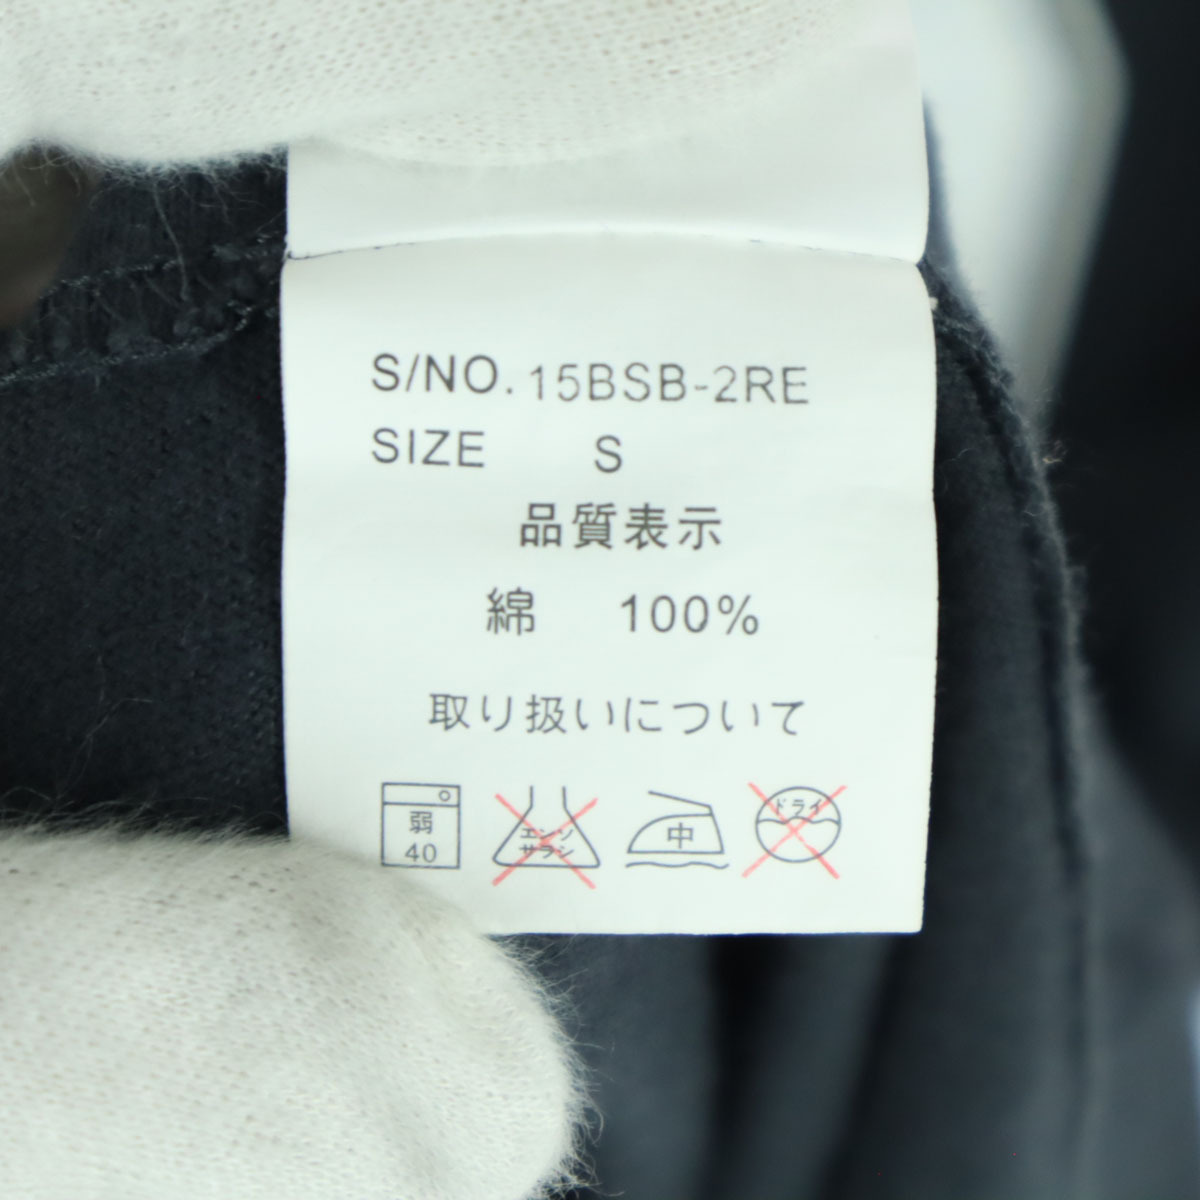 S/NO. 15BSB-2RE
SIZE S
品質表示
綿 100%
取り扱いについて
弱 40
エンソ サラシ
中
ドライ